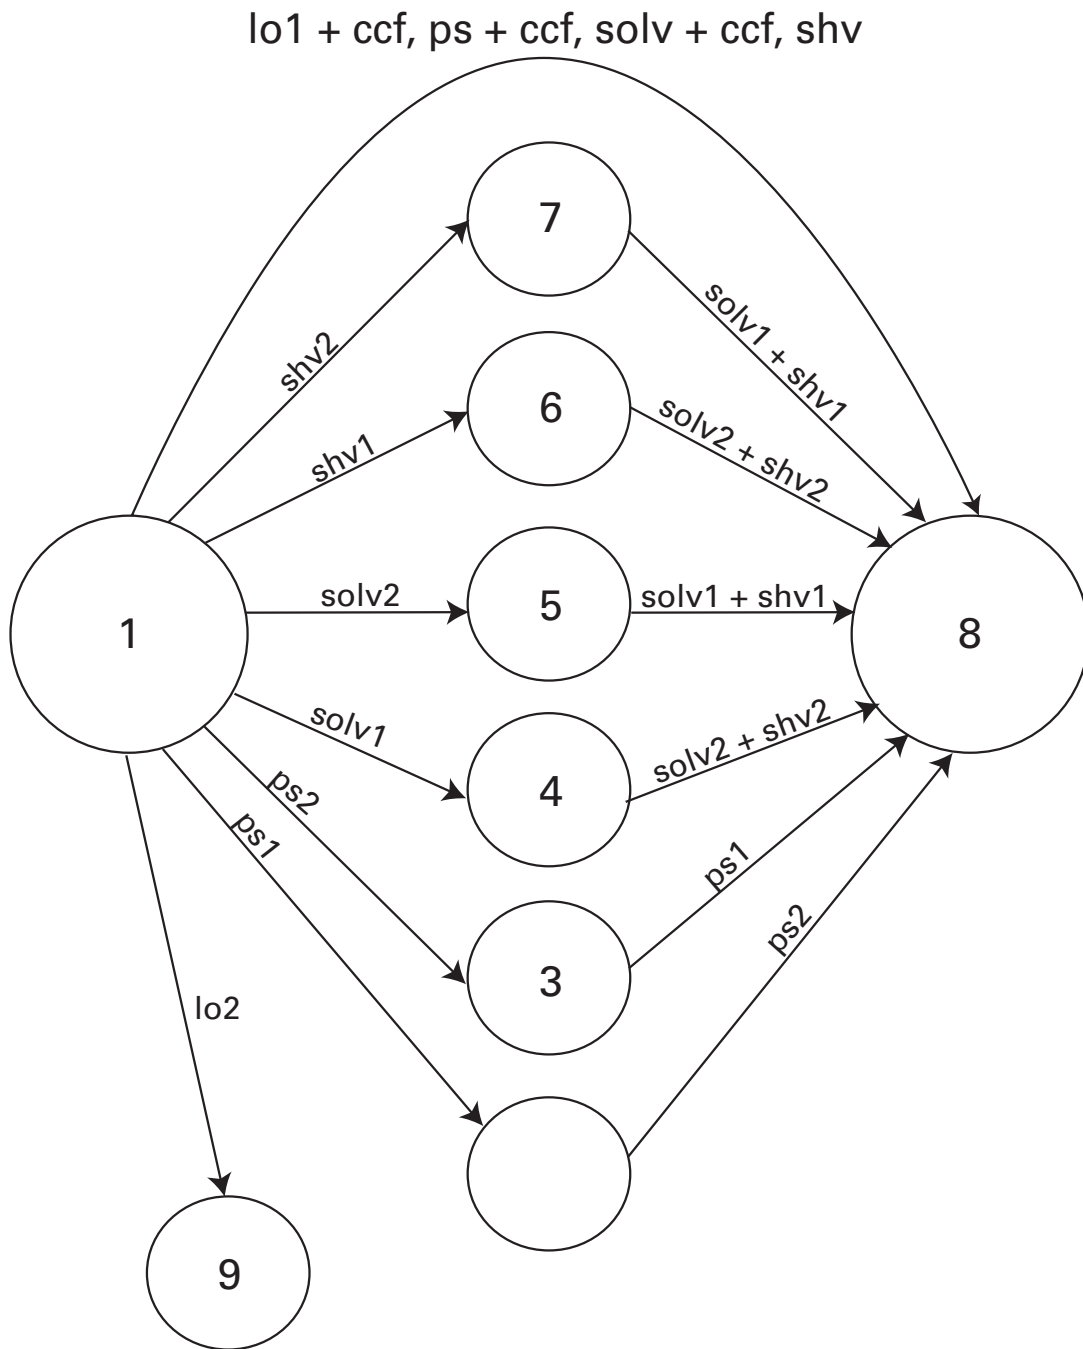 lo1 + ccf, ps + ccf, solv + ccf, shv
7
solv1 + shv1
shv2
6
solv2 + shv2
shv1
1
solv2
5
solv1 + shv1
8
solv1
4
solv2 + shv2
ps2
ps1
3
ps1
ps2
lo2
9